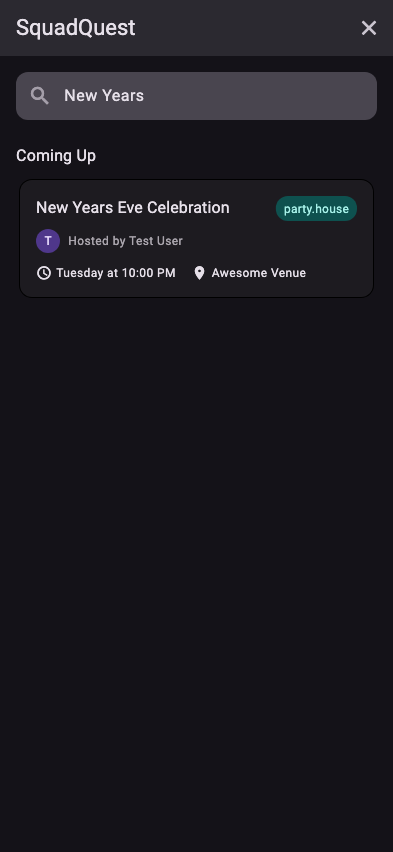 SquadQuest
New Years
Coming Up
New Years Eve Celebration
party.house
T
Hosted by Test User
Tuesday at 10:00 PM
Awesome Venue